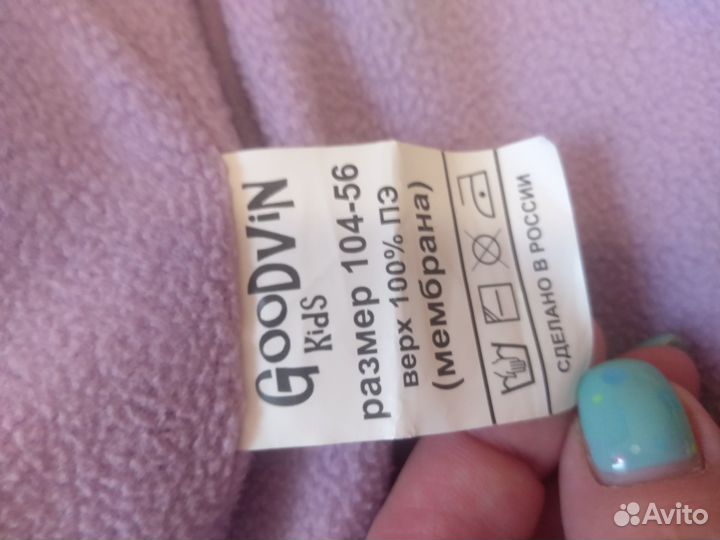 GOODViN
KidS
размер 104-56
верх 100% ПЭ
(мембрана)
СДЕЛАНО В РОССИИ
Avito